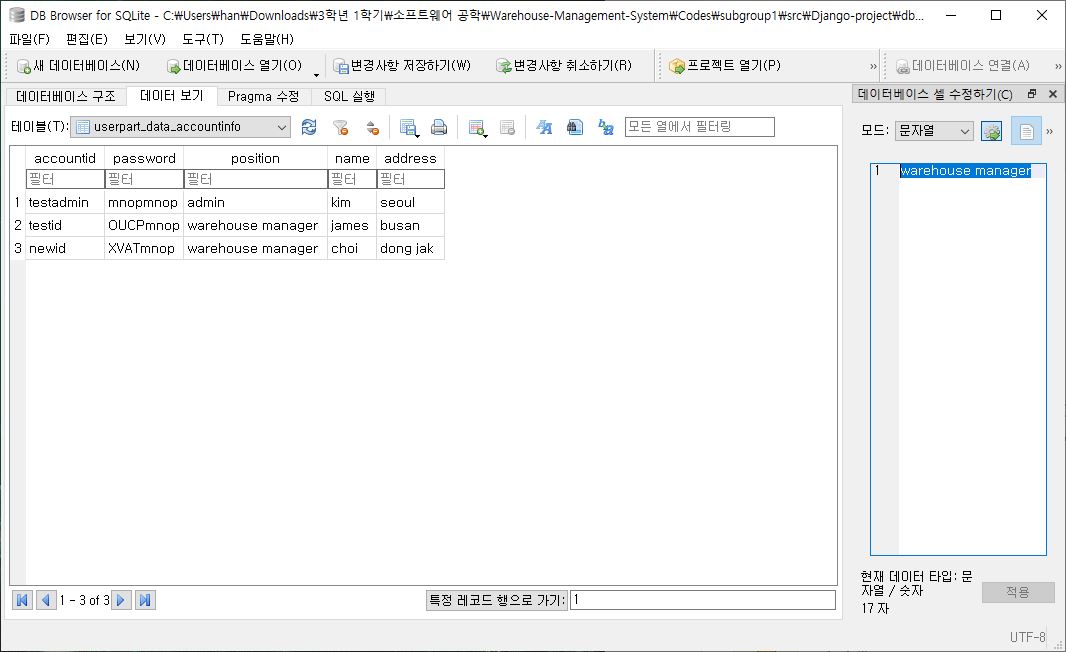 DB Browser for SQLite - C:₩Users₩han₩Downloads₩3학년 1학기₩소프트웨어 공학₩Warehouse-Management-System₩Codes₩subgroup1₩src₩Django-project₩db...
파일(F) 편집(E) 보기(V) 도구(T) 도움말(H)
새 데이터베이스(N) 데이터베이스 열기(O) 변경사항 저장하기(W) 변경사항 취소하기(R) 프로젝트 열기(P) » 데이터베이스 연결(A) »
데이터베이스 구조 데이터 보기 Pragma 수정 SQL 실행 데이터베이스 셀 수정하기(C)
테이블(T): userpart_data_accountinfo 모든 열에서 필터링 모드: 문자열 »
accountid password position name address
필터 필터 필터 필터 필터
1 testadmin mnopmnop admin kim seoul
2 testid OUCPmnop warehouse manager james busan
3 newid XVATmnop warehouse manager choi dong jak
1 warehouse manager
1 - 3 of 3 특정 레코드 행으로 가기: 1
현재 데이터 타입: 문
자열 / 숫자
17 자
적용
UTF-8